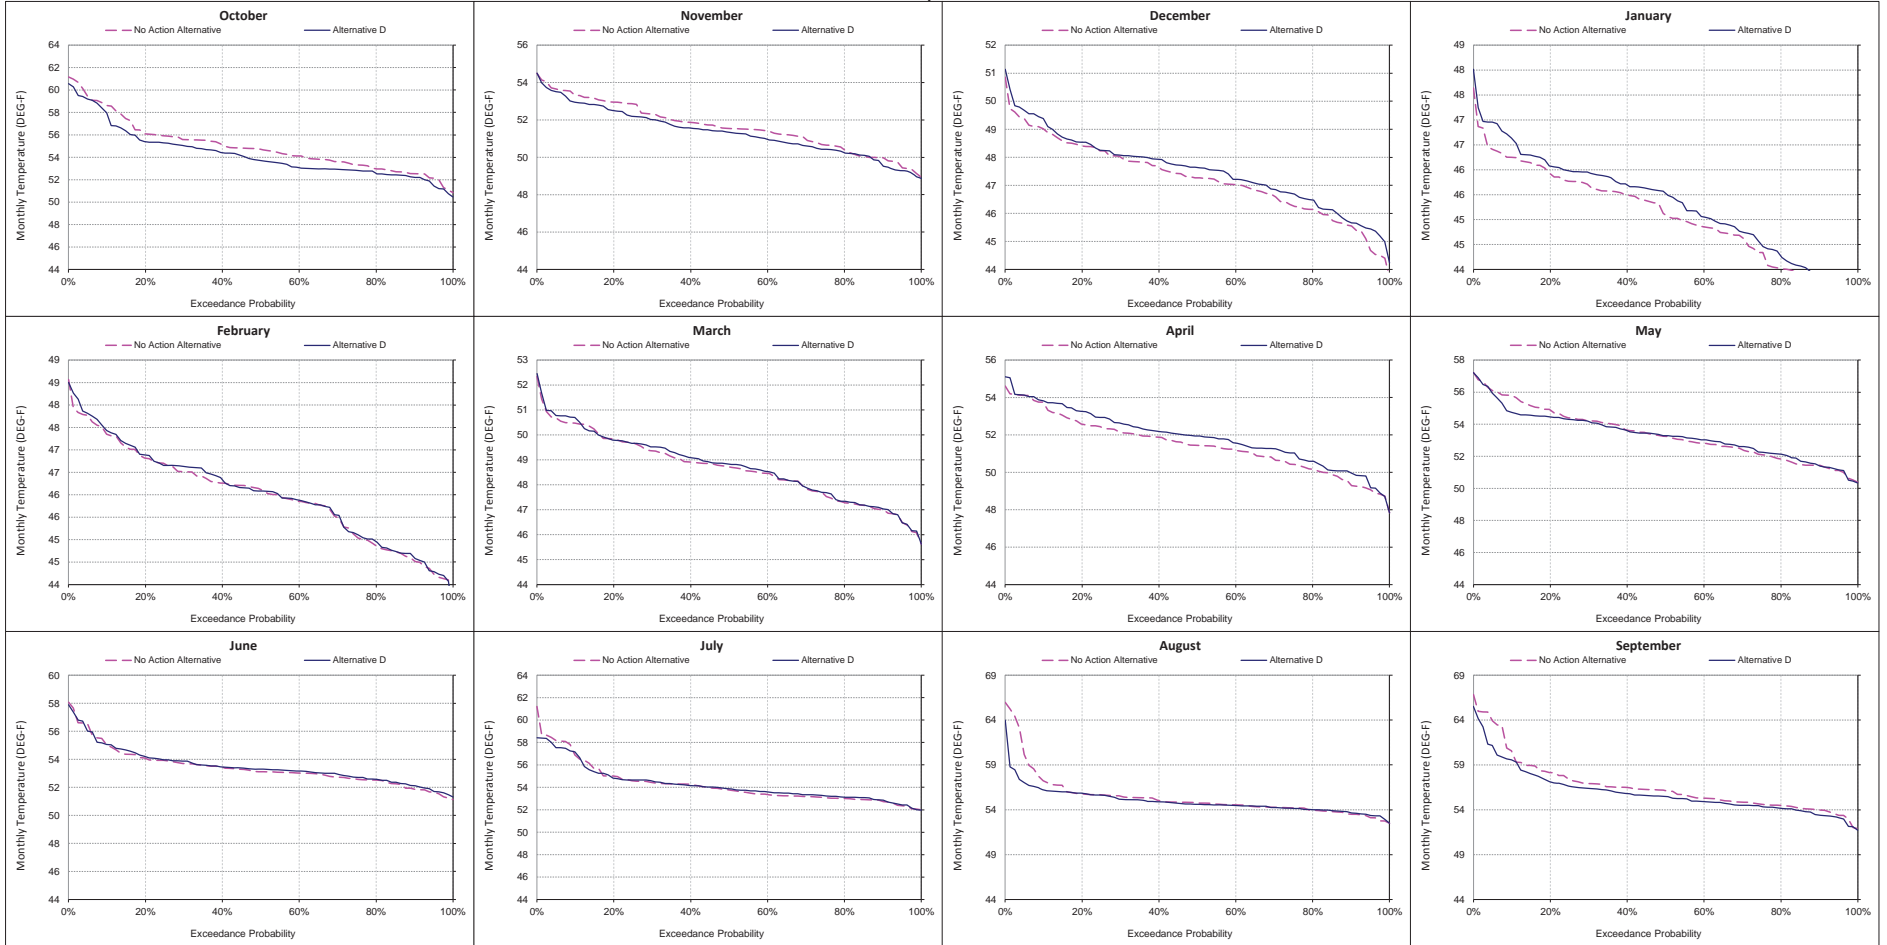 October
No Action Alternative Alternative D
Monthly Temperature (DEG-F)
64
62
60
58
56
54
52
50
48
46
44
0% 20% 40% 60% 80% 100%
Exceedance Probability
November
No Action Alternative Alternative D
Monthly Temperature (DEG-F)
56
54
52
50
48
46
44
0% 20% 40% 60% 80% 100%
Exceedance Probability
December
No Action Alternative Alternative D
Monthly Temperature (DEG-F)
52
51
50
49
48
47
46
45
44
0% 20% 40% 60% 80% 100%
Exceedance Probability
January
No Action Alternative Alternative D
Monthly Temperature (DEG-F)
49
48
48
47
47
46
46
45
45
44
0% 20% 40% 60% 80% 100%
Exceedance Probability
February
No Action Alternative Alternative D
Monthly Temperature (DEG-F)
49
49
48
48
47
47
46
46
45
45
44
0% 20% 40% 60% 80% 100%
Exceedance Probability
March
No Action Alternative Alternative D
Monthly Temperature (DEG-F)
53
52
51
50
49
48
47
46
45
44
0% 20% 40% 60% 80% 100%
Exceedance Probability
April
No Action Alternative Alternative D
Monthly Temperature (DEG-F)
56
54
52
50
48
46
44
0% 20% 40% 60% 80% 100%
Exceedance Probability
May
No Action Alternative Alternative D
Monthly Temperature (DEG-F)
58
56
54
52
50
48
46
44
0% 20% 40% 60% 80% 100%
Exceedance Probability
June
No Action Alternative Alternative D
Monthly Temperature (DEG-F)
60
58
56
54
52
50
48
46
44
0% 20% 40% 60% 80% 100%
Exceedance Probability
July
No Action Alternative Alternative D
Monthly Temperature (DEG-F)
64
62
60
58
56
54
52
50
48
46
44
0% 20% 40% 60% 80% 100%
Exceedance Probability
August
No Action Alternative Alternative D
Monthly Temperature (DEG-F)
69
64
59
54
49
44
0% 20% 40% 60% 80% 100%
Exceedance Probability
September
No Action Alternative Alternative D
Monthly Temperature (DEG-F)
69
64
59
54
49
44
0% 20% 40% 60% 80% 100%
Exceedance Probability